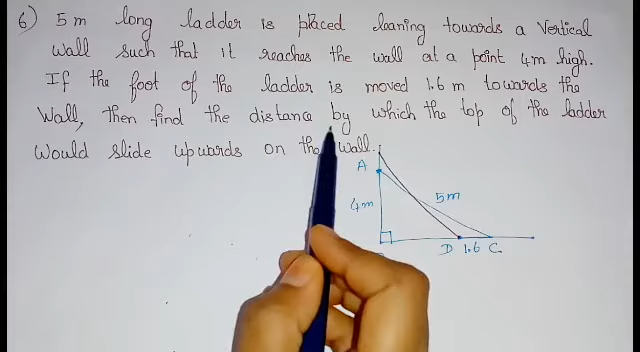 6) 5m long ladder is placed leaning towards a vertical
wall such that it reaches the wall at a point 4m high.
If the foot of the ladder is moved 1.6 m towards the
wall, then find the distance by which the top of the ladder
would slide upwards on the wall.
A
4m
5m
D 1.6 C